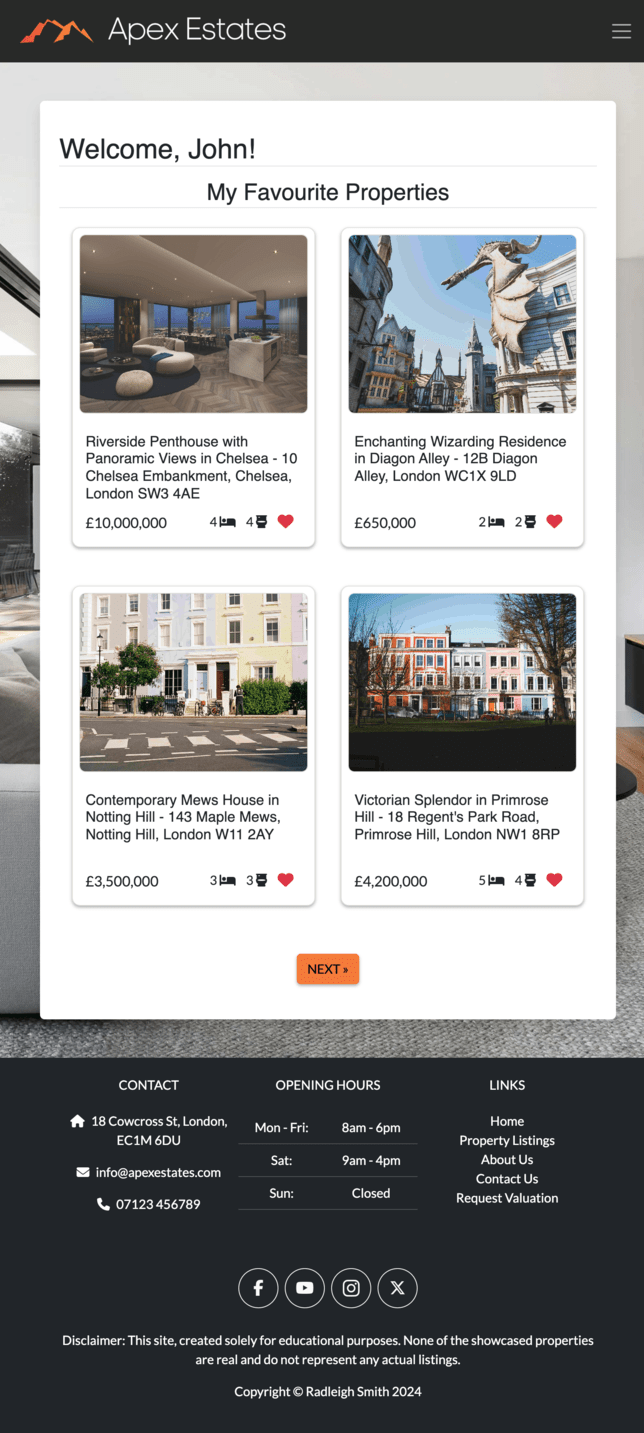 Apex Estates
Welcome, John!
My Favourite Properties
Riverside Penthouse with
Panoramic Views in Chelsea - 10
Chelsea Embankment, Chelsea,
London SW3 4AE
£10,000,000 4 4
Enchanting Wizarding Residence
in Diagon Alley - 12B Diagon
Alley, London WC1X 9LD
£650,000 2 2
Contemporary Mews House in
Notting Hill - 143 Maple Mews,
Notting Hill, London W11 2AY
£3,500,000 3 3
Victorian Splendor in Primrose
Hill - 18 Regent's Park Road,
Primrose Hill, London NW1 8RP
£4,200,000 5 4
NEXT »
CONTACT
18 Cowcross St, London,
EC1M 6DU
info@apexestates.com
07123 456789
OPENING HOURS
Mon - Fri: 8am - 6pm
Sat: 9am - 4pm
Sun: Closed
LINKS
Home
Property Listings
About Us
Contact Us
Request Valuation
Disclaimer: This site, created solely for educational purposes. None of the showcased properties
are real and do not represent any actual listings.
Copyright © Radleigh Smith 2024